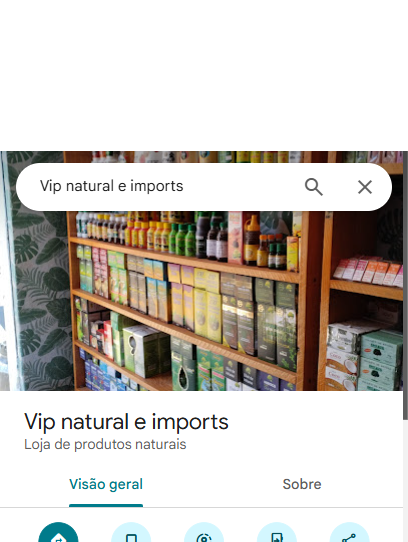 Vip natural e imports
Vip natural e imports
Loja de produtos naturais
Visão geral
Sobre